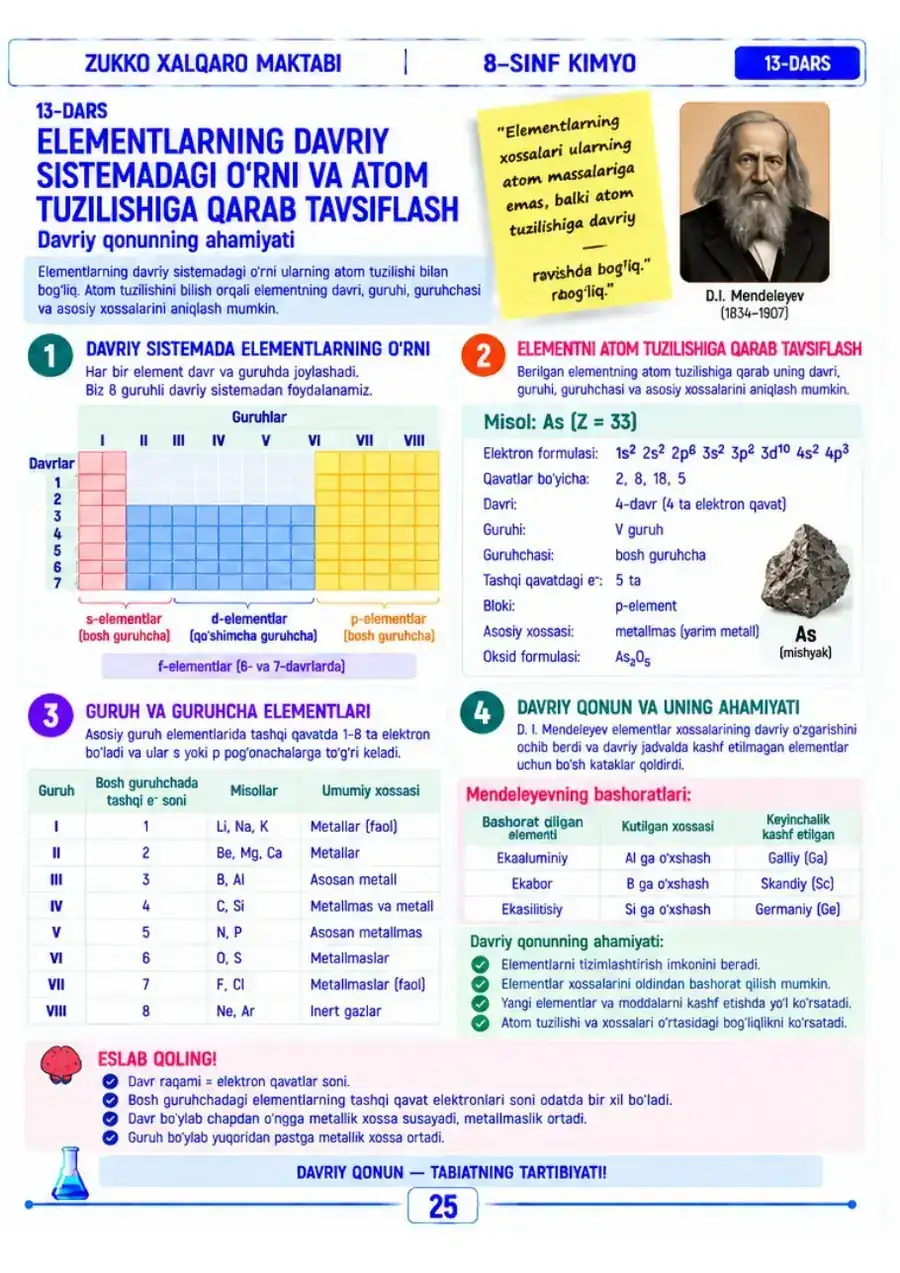 ZUKKO XALQARO MAKTABI | 8–SINF KIMYO
13-DARS
13-DARS
ELEMENTLARNING DAVRIY
SISTEMADAGI O‘RNI VA ATOM
TUZILISHIGA QARAB TAVSIFLASH
Davriy qonunning ahamiyati
Elementlarning davriy sistemadagi o‘rni ularning atom tuzilishi bilan
bog‘liq. Atom tuzilishini bilish orqali elementning davri, guruhi, guruhchasi
va asosiy xossalarini aniqlash mumkin.
"Elementlarning
xossalari ularning
atom massalariga
emas, balki atom
tuzilishiga davriy
—
ravishda bog‘liq."
rbog‘liq."
D.I. Mendeleyev
(1834–1907)
1
DAVRIY SISTEMADA ELEMENTLARNING O‘RNI
Har bir element davr va guruhda joylashadi.
Biz 8 guruhli davriy sistemadan foydalanamiz.
Guruhlar
I II III IV V VI VII VIII
Davrlar
1
2
3
4
5
6
7
s-elementlar
(bosh guruhcha)
d-elementlar
(qo‘shimcha guruhcha)
p-elementlar
(bosh guruhcha)
f-elementlar (6- va 7-davrlarda)
2
ELEMENTNI ATOM TUZILISHIGA QARAB TAVSIFLASH
Berilgan elementning atom tuzilishiga qarab uning davri,
guruhi, guruhchasi va asosiy xossalarini aniqlash mumkin.
Misol: As (Z = 33)
Elektron formulasi: 1s² 2s² 2p⁶ 3s² 3p² 3d¹⁰ 4s² 4p³
Qavatlar bo‘yicha: 2, 8, 18, 5
Davri: 4-davr (4 ta elektron qavat)
Guruhi: V guruh
Guruhchasi: bosh guruhcha
Tashqi qavatdagi e⁻: 5 ta
Bloki: p-element
Asosiy xossasi: metallmas (yarim metall)
Oksid formulasi: As₂O₅
As
(mishyak)
3
GURUH VA GURUHCHA ELEMENTLARI
Asosiy guruh elementlarida tashqi qavatda 1–8 ta elektron
bo‘ladi va ular s yoki p pog‘onachalarga to‘g‘ri keladi.
Guruh | Bosh guruhchada tashqi e⁻ soni | Misollar | Umumiy xossasi
I 1 Li, Na, K Metallar (faol)
II 2 Be, Mg, Ca Metallar
III 3 B, Al Asosan metall
IV 4 C, Si Metallmas va metall
V 5 N, P Asosan metallmas
VI 6 O, S Metallmaslar
VII 7 F, Cl Metallmaslar (faol)
VIII 8 Ne, Ar Inert gazlar
4
DAVRIY QONUN VA UNING AHAMIYATI
D. I. Mendeleyev elementlar xossalarining davriy o‘zgarishini
ochib berdi va davriy jadvalda kashf etilmagan elementlar
uchun bo‘sh kataklar qoldirdi.
Mendeleyevning bashoratlari:
Bashorat qiligan elementi | Kutilgan xossasi | Keyinchalik kashf etilgan
Ekaaluminiy Al ga o‘xshash Galliy (Ga)
Ekabor B ga o‘xshash Skandiy (Sc)
Ekasilitisiy Si ga o‘xshash Germaniy (Ge)
Davriy qonunning ahamiyati:
Elementlarni tizimlashtirish imkonini beradi.
Elementlar xossalarini oldindan bashorat qilish mumkin.
Yangi elementlar va moddalarni kashf etishda yo‘l ko‘rsatadi.
Atom tuzilishi va xossalari o‘rtasidagi bog‘liqlikni ko‘rsatadi.
ESLAB QOLING!
Davr raqami = elektron qavatlar soni.
Bosh guruhchadagi elementlarning tashqi qavat elektronlari soni odatda bir xil bo‘ladi.
Davr bo‘ylab chapdan o‘ngga metallik xossa susayadi, metallmaslik ortadi.
Guruh bo‘ylab yuqoridan pastga metallik xossa ortadi.
DAVRIY QONUN — TABIATNING TARTIBIYATI!
25